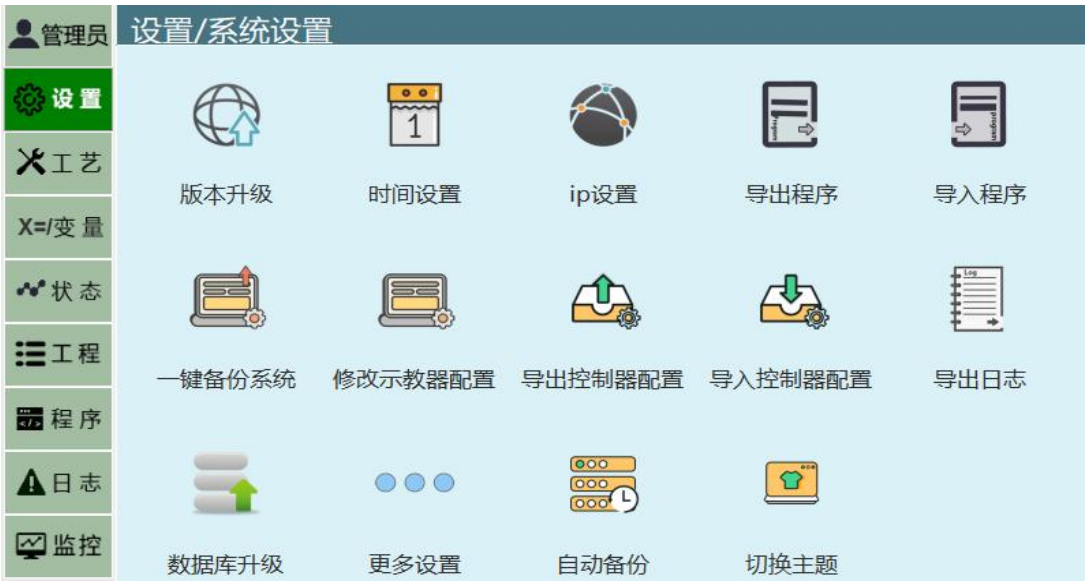 管理员
设置/系统设置
设置
工艺
X=/变量
状态
工程
程序
日志
监控
1
版本升级
时间设置
ip设置
program
导出程序
program
导入程序
一键备份系统
修改示教器配置
导出控制器配置
导入控制器配置
Log
导出日志
数据库升级
更多设置
自动备份
切换主题